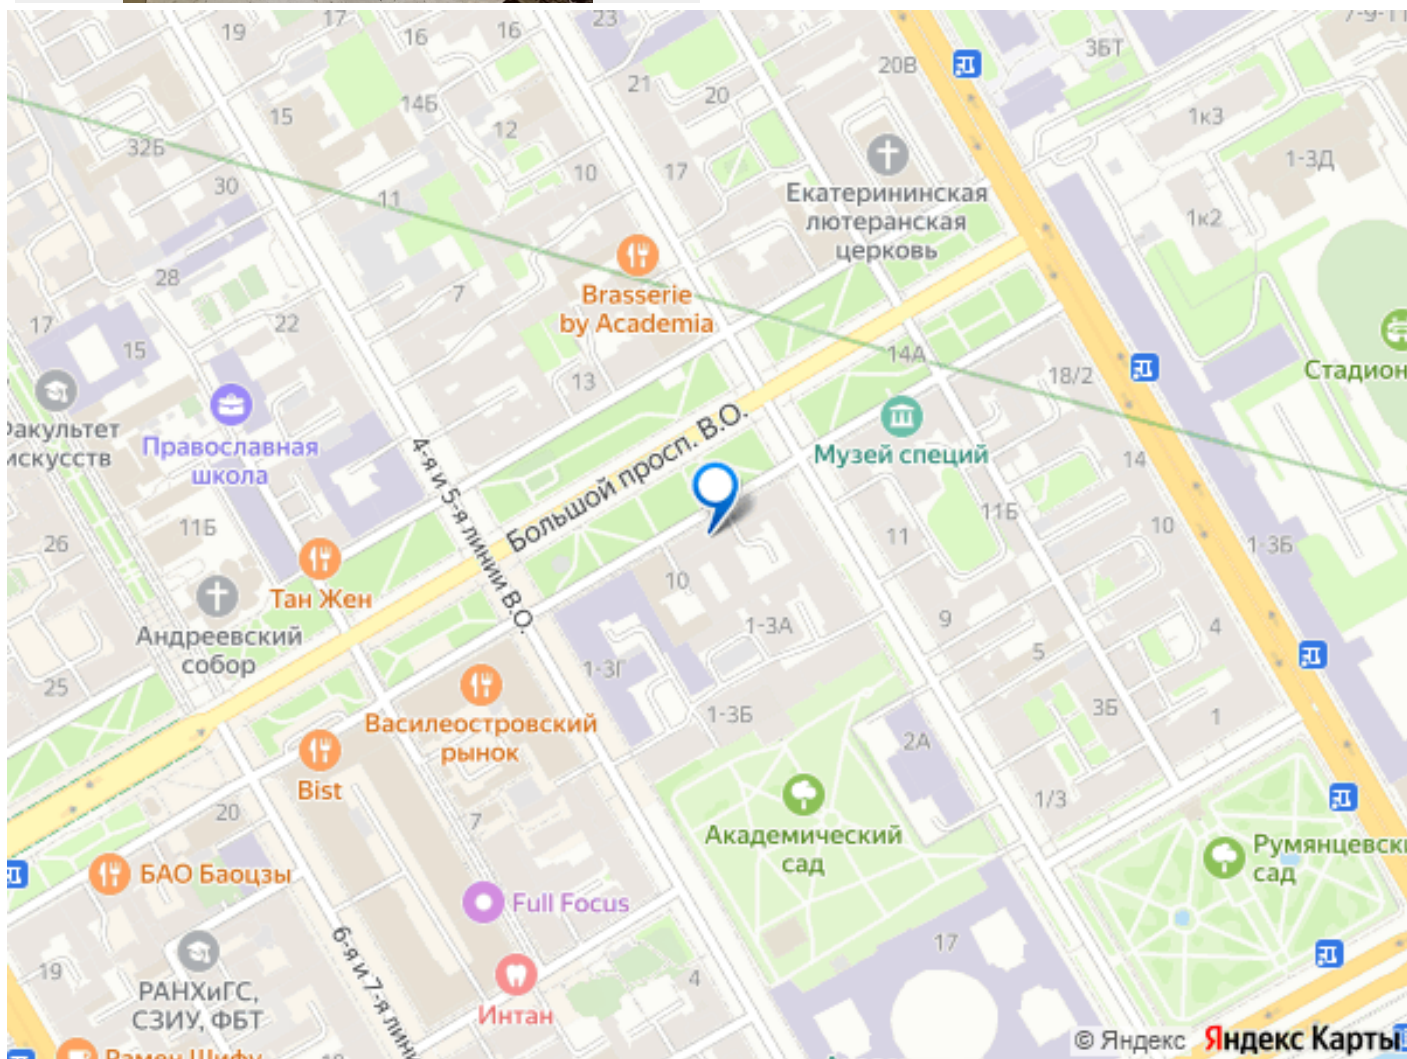 19
17
16
16
23
20В
3БТ
7-9-11
15
14Б
12
21
20
1к3
32Б
30
11
10
17
Екатерининская
лютеранская
церковь
1-3Д
1к2
28
7
Brasserie
by Academia
17
15
22
13
14А
18/2
Стадион
Факультет
искусств
Православная
школа
4-я и 5-я линии В.О.
Большой просп. В.О.
Музей специй
14
11Б
26
Тан Жен
11
11Б
10
1-3Б
10
Андреевский
собор
1-3А
9
5
4
25
1-3Г
Василеостровский
рынок
1-3Б
3Б
1
2А
Bist
20
7
1/3
Академический
сад
Румянцевски
сад
БАО Баоцзы
Full Focus
6-я и 7-я лини
19
РАНХиГС,
СЗИУ, ФБТ
Интан
4
17
Рамен Шифу
18
© Яндекс Яндекс Карты